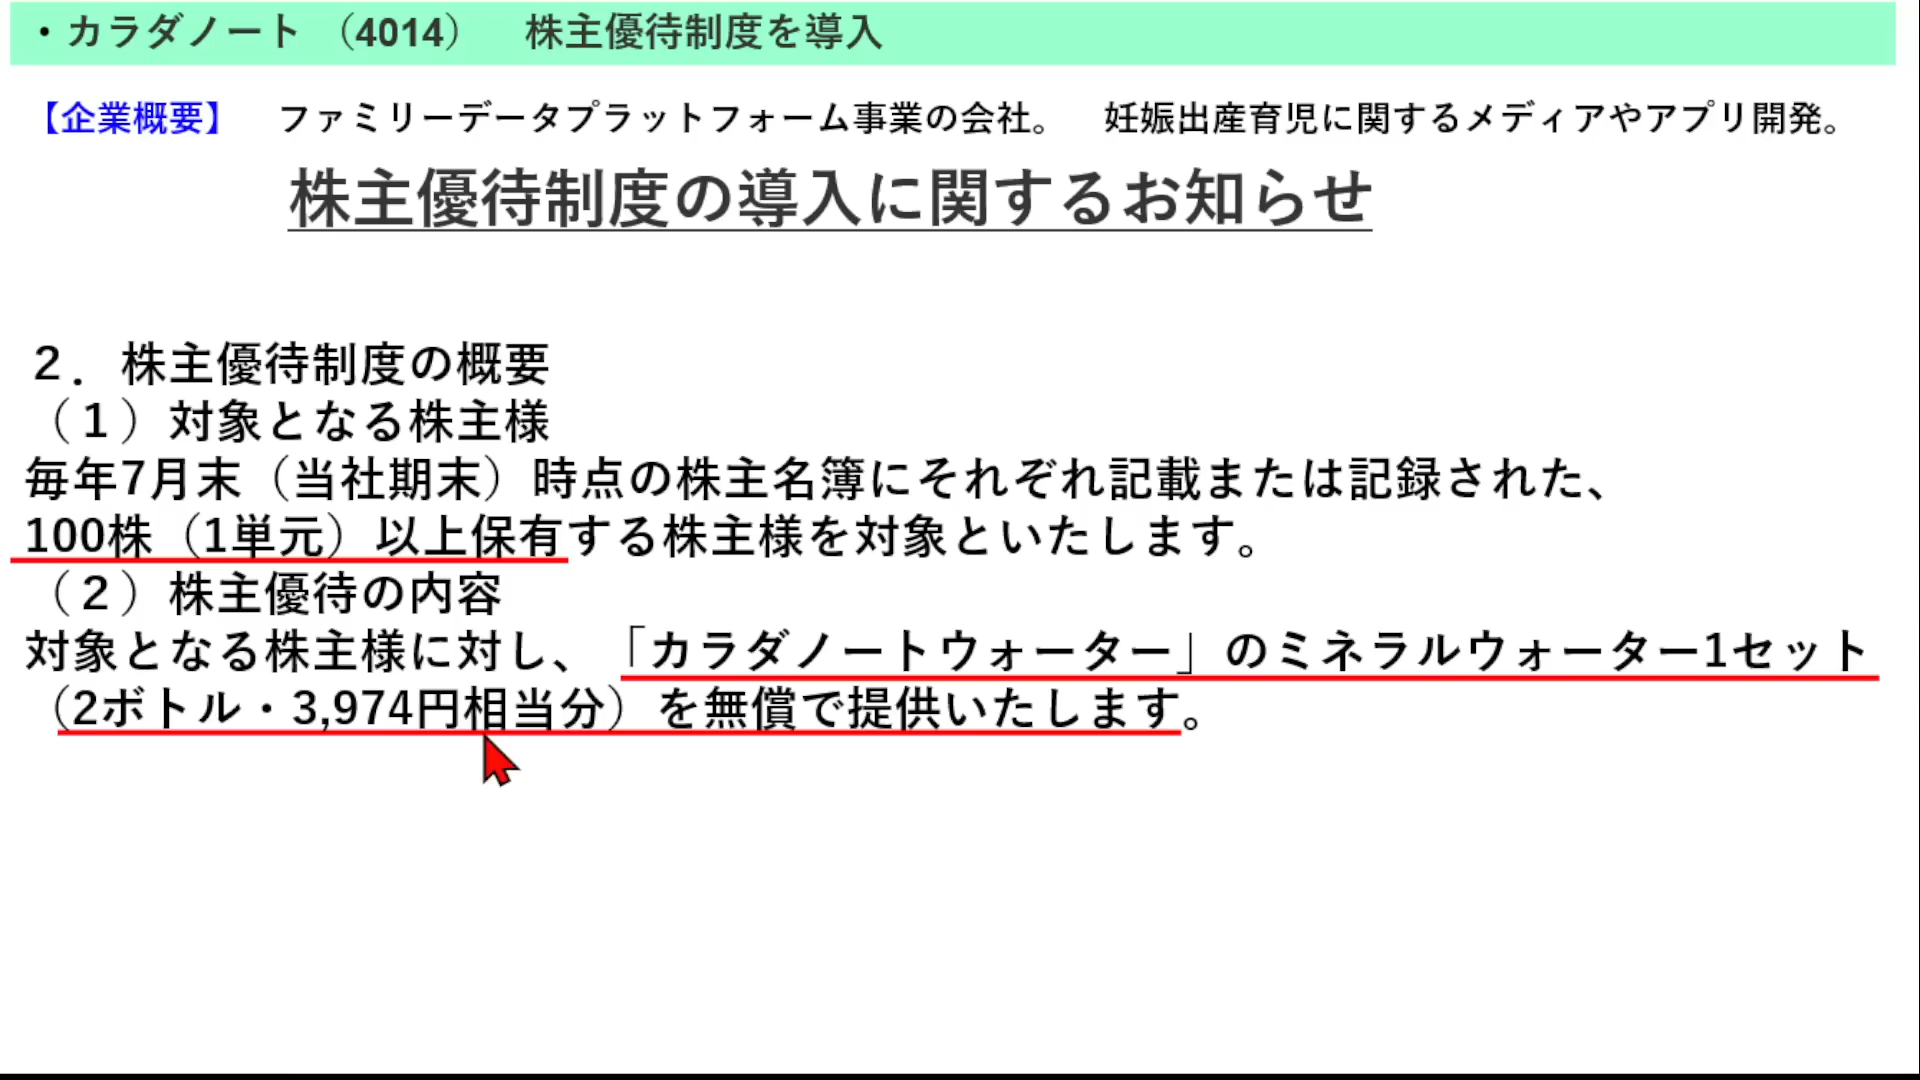 ・カラダノート （4014）　株主優待制度を導入
【企業概要】　ファミリーデータプラットフォーム事業の会社。　妊娠出産育児に関するメディアやアプリ開発。
株主優待制度の導入に関するお知らせ
２．株主優待制度の概要
（１）対象となる株主様
毎年7月末（当社期末）時点の株主名簿にそれぞれ記載または記録された、
100株（1単元）以上保有する株主様を対象といたします。
（２）株主優待の内容
対象となる株主様に対し、「カラダノートウォーター」のミネラルウォーター1セット
（2ボトル・3,974円相当分）を無償で提供いたします。